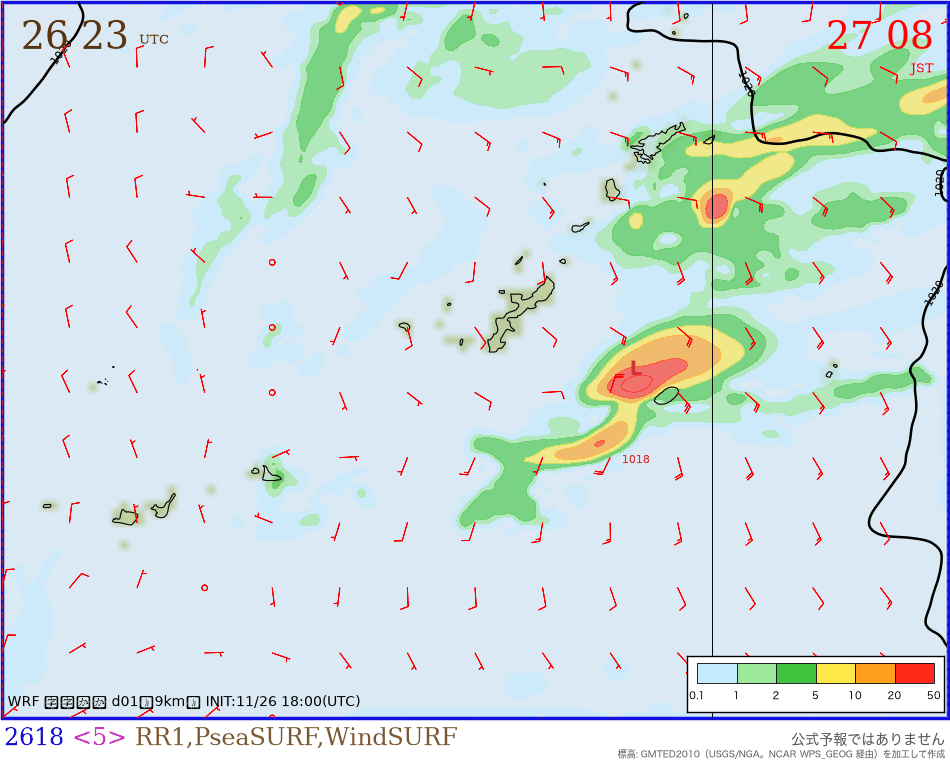 26 23 UTC
27 08
JST
1020
1020
1020
1020
L
1018
WRF d01 9km INIT:11/26 18:00(UTC)
0.1 1 2 5 10 20 50
2618 <5> RR1,PseaSURF,WindSURF
公式予報ではありません
標高: GMTED2010（USGS/NGA。NCAR WPS_GEOG 経由）を加工して作成